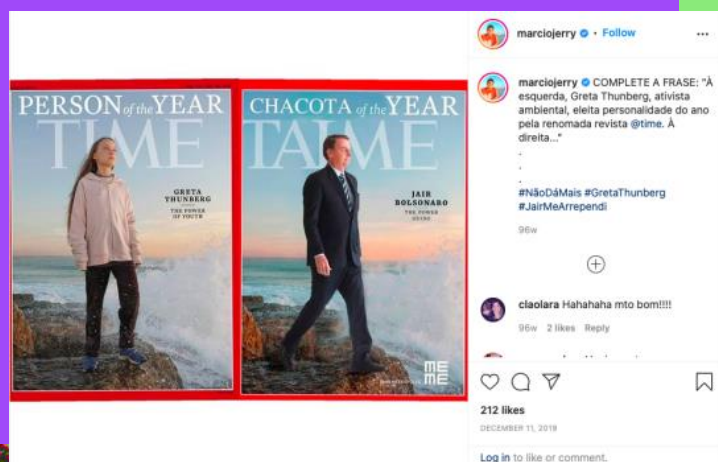 PERSON of the YEAR
TIME
GRETA
THUNBERG
THE POWER
OF YOUTH
CHACOTA of the YEAR
TAIME
JAIR
BOLSONARO
THE POWER
MEME
marciojerry • Follow
marciojerry COMPLETE A FRASE: "À
esquerda, Greta Thunberg, ativista
ambiental, eleita personalidade do ano
pela renomada revista @time. À
direita..."
.
.
.
#NãoDáMais #GretaThunberg
#JairMeArrependi
96w
claolara Hahahaha mto bom!!!!
96w 2 likes Reply
212 likes
DECEMBER 11, 2019
Log in to like or comment.